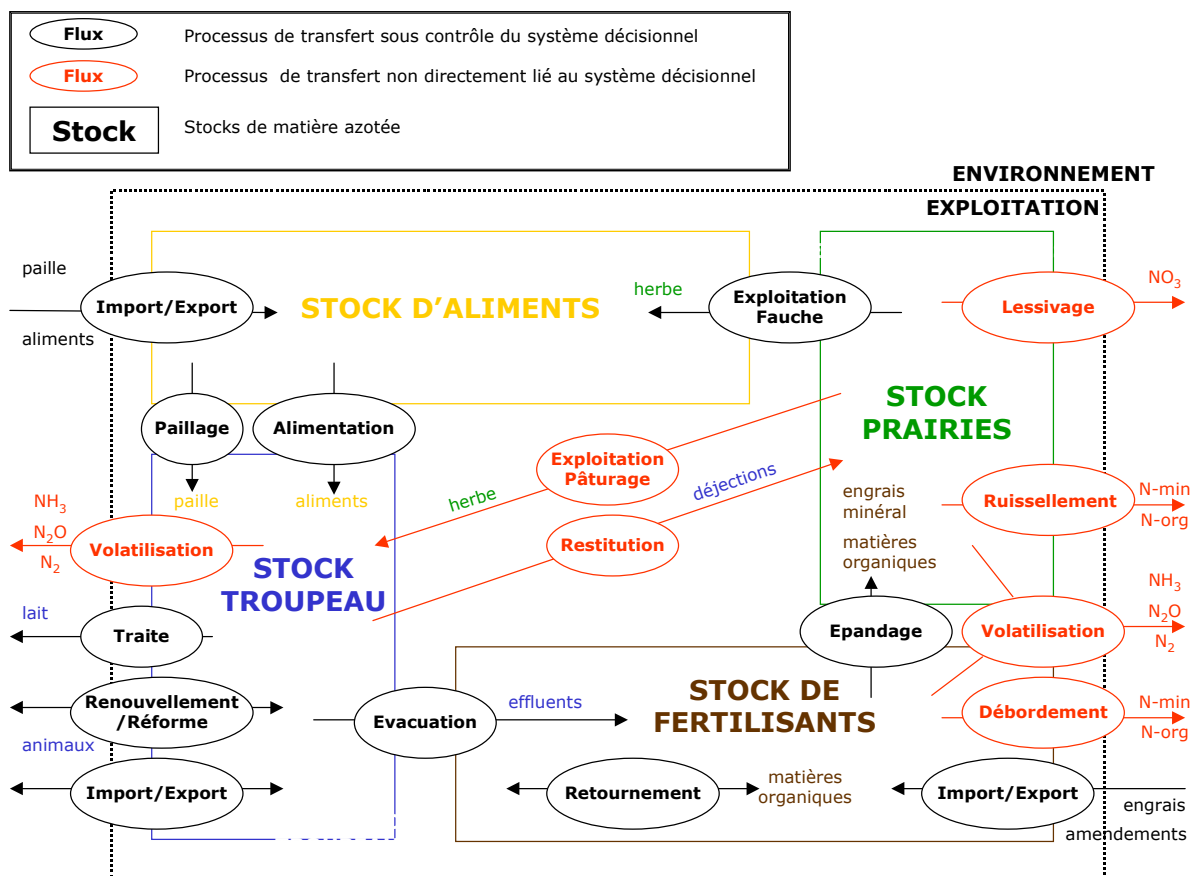 Flux
Processus de transfert sous contrôle du système décisionnel
Flux
Processus de transfert non directement lié au système décisionnel
Stock
Stocks de matière azotée
ENVIRONNEMENT
EXPLOITATION
paille
Import/Export
aliments
STOCK D’ALIMENTS
herbe
Exploitation
Fauche
Lessivage
NO3
STOCK
PRAIRIES
Paillage
Alimentation
paille
aliments
Exploitation
Pâturage
herbe
déjections
Restitution
engrais
minéral
matières
organiques
Ruissellement
N-min
N-org
NH3
N2O
N2
Volatilisation
STOCK
TROUPEAU
lait
Traite
Epandage
Volatilisation
NH3
N2O
N2
Renouvellement
/Réforme
animaux
Evacuation
effluents
STOCK DE
FERTILISANTS
Débordement
N-min
N-org
Import/Export
Retournement
matières
organiques
Import/Export
engrais
amendements